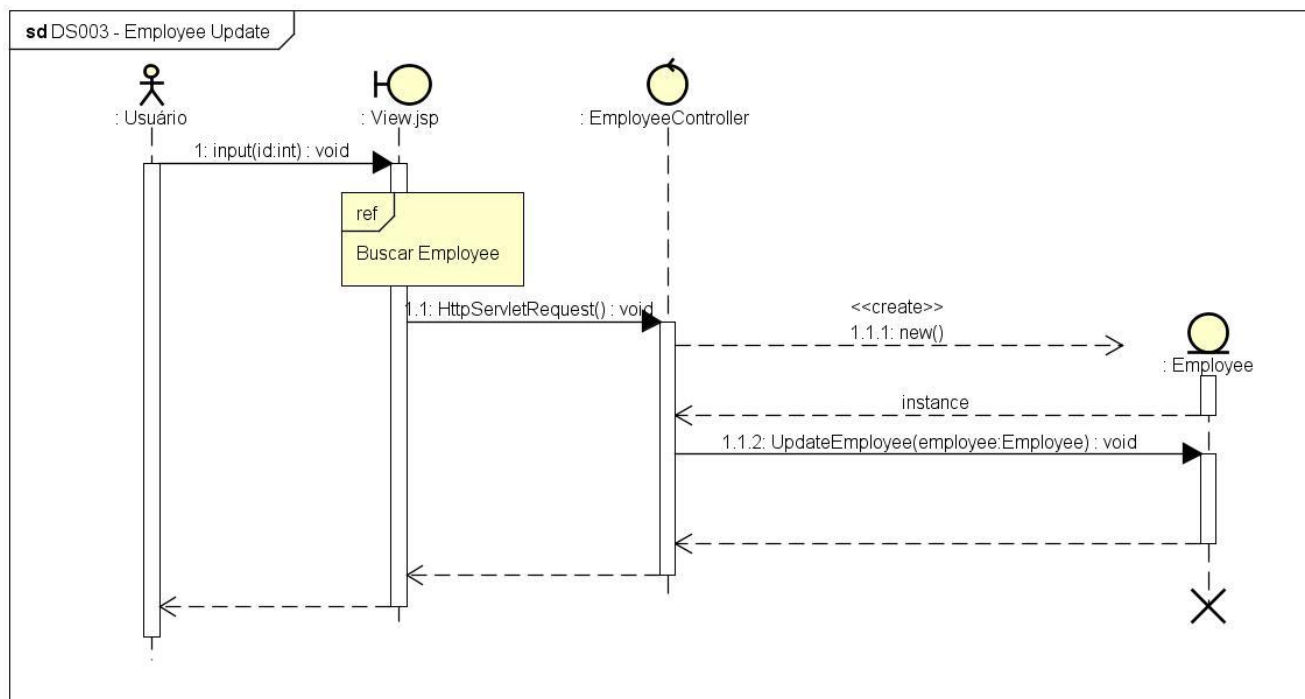 sd DS003 - Employee Update
: Usuário
: View.jsp
: EmployeeController
1: input(id:int) : void
ref
Buscar Employee
1.1: HttpServletRequest() : void
<<create>>
1.1.1: new()
: Employee
instance
1.1.2: UpdateEmployee(employee:Employee) : void